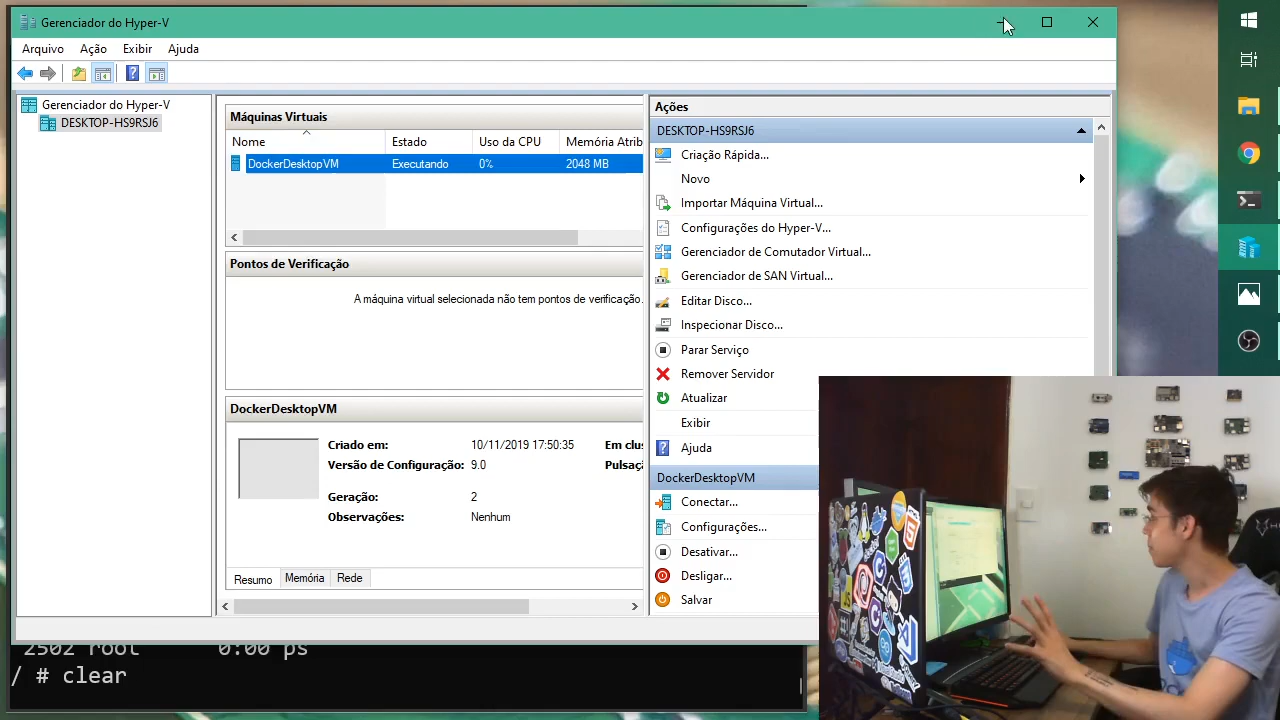 Gerenciador do Hyper-V
Arquivo Ação Exibir Ajuda
Gerenciador do Hyper-V
DESKTOP-HS9RSJ6
Máquinas Virtuais
Nome Estado Uso da CPU Memória Atrib
DockerDesktopVM Executando 0% 2048 MB
Pontos de Verificação
A máquina virtual selecionada não tem pontos de verificação.
DockerDesktopVM
Criado em: 10/11/2019 17:50:35 Em clus
Versão de Configuração: 9.0 Pulsaç
Geração: 2
Observações: Nenhum
Resumo Memória Rede
Ações
DESKTOP-HS9RSJ6
Criação Rápida...
Novo
Importar Máquina Virtual...
Configurações do Hyper-V...
Gerenciador de Comutador Virtual...
Gerenciador de SAN Virtual...
Editar Disco...
Inspecionar Disco...
Parar Serviço
Remover Servidor
Atualizar
Exibir
Ajuda
DockerDesktopVM
Conectar...
Configurações...
Desativar...
Desligar...
Salvar
2502 root 0:00 ps
/ # clear